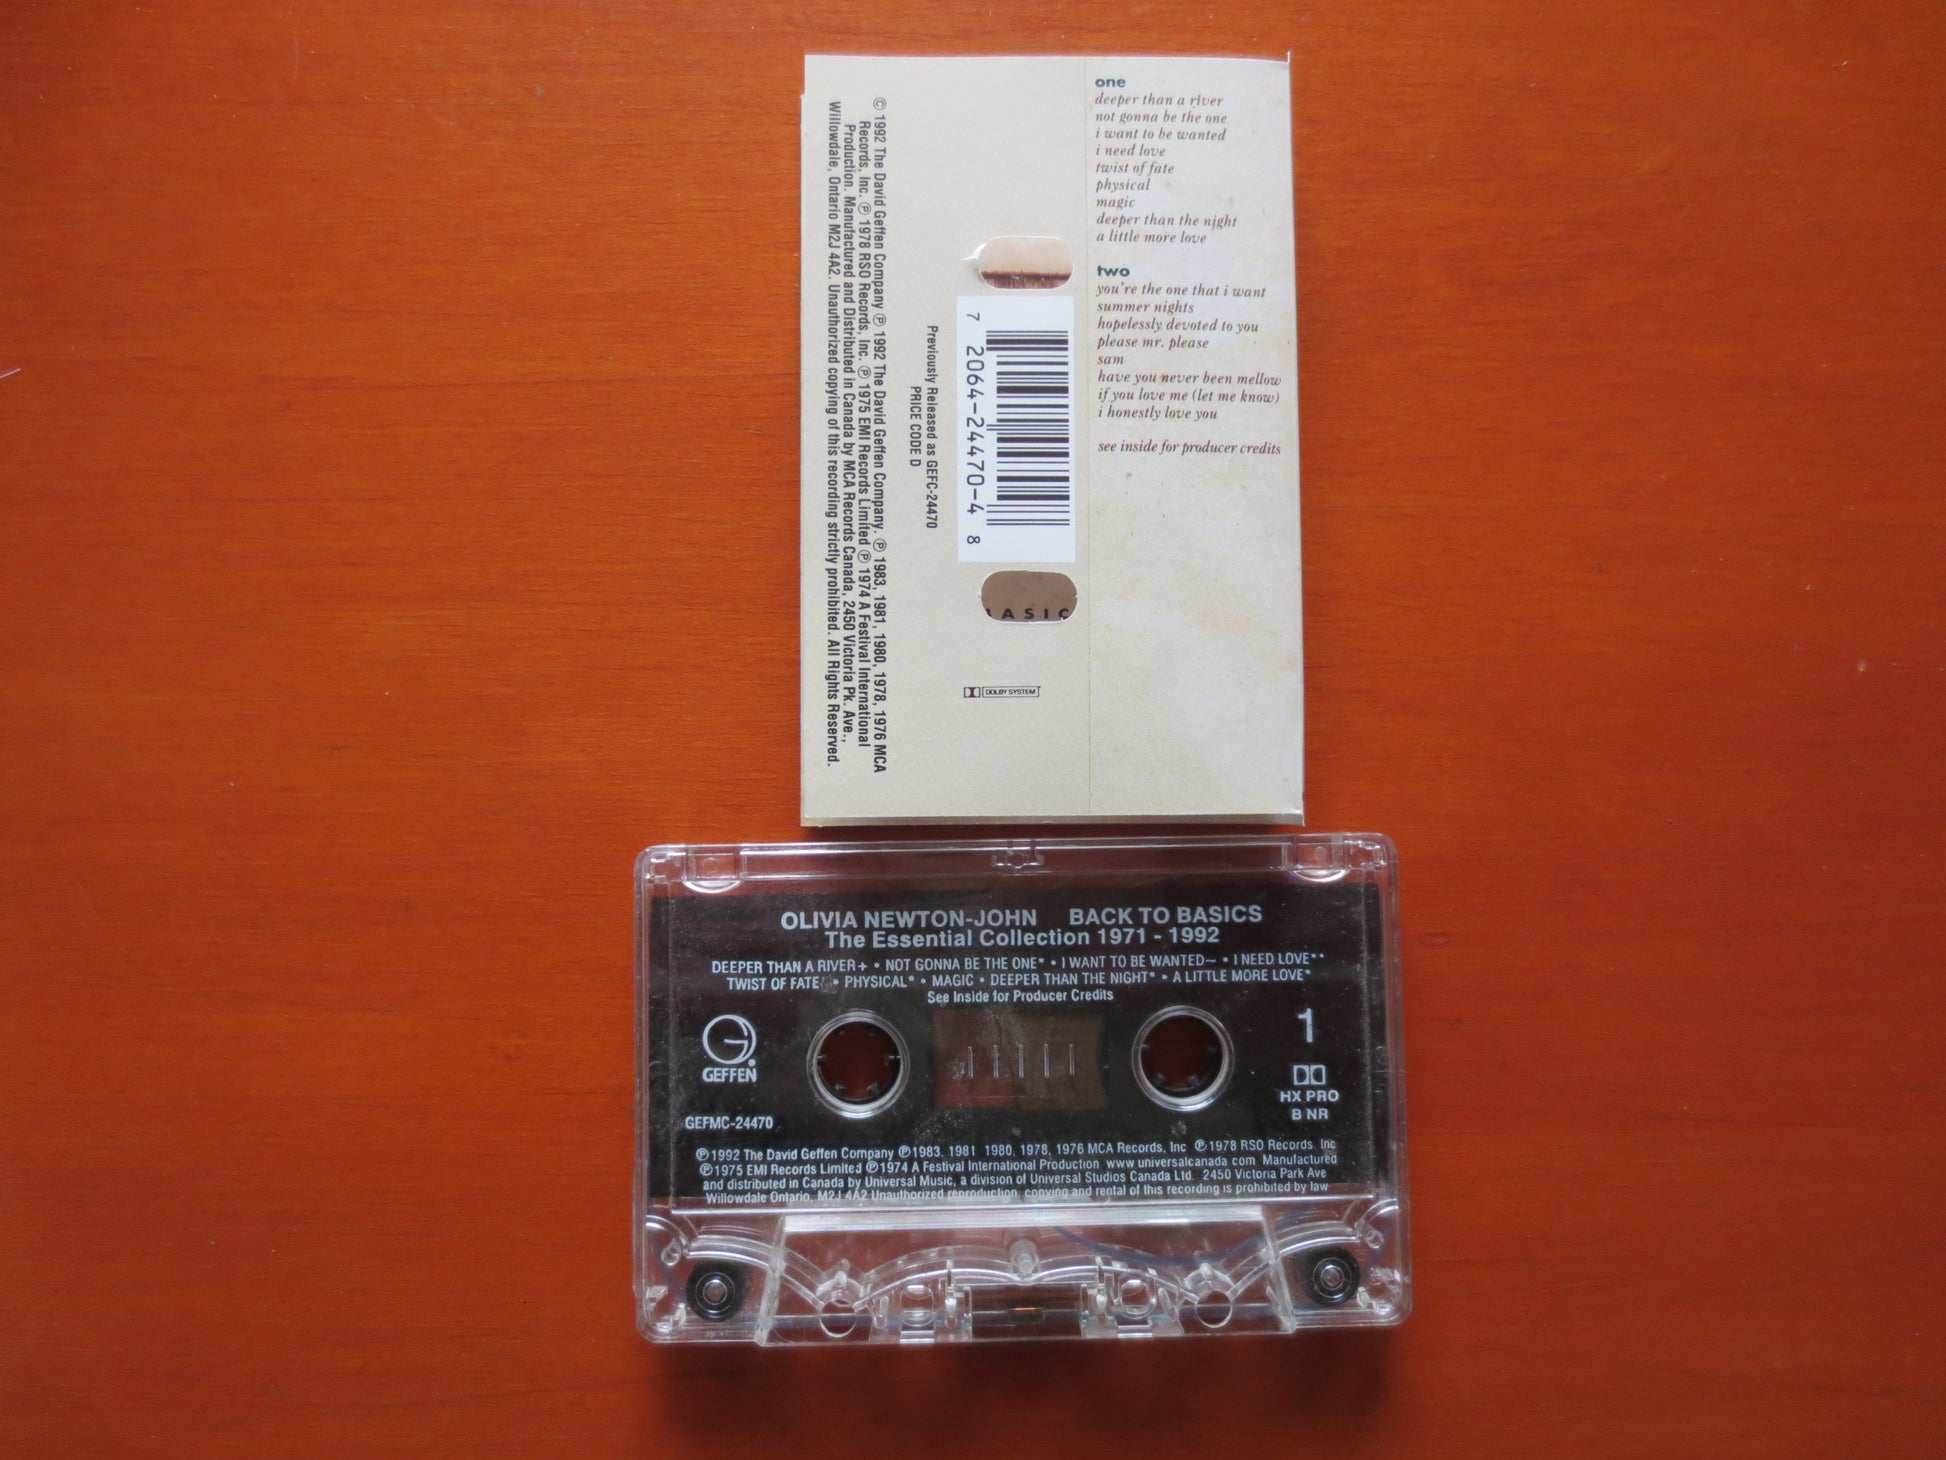 one
deeper than a river
not gonna be the one
i want to be wanted
i need love
twist of fate
physical
magic
deeper than the night
a little more love
two
you're the one that i want
summer nights
hopelessly devoted to you
please mr. please
sam
have you never been mellow
if you love me (let me know)
i honestly love you
see inside for producer credits
© 1992 The David Geffen Company ℗ 1992 The David Geffen Company. ℗ 1983, 1981, 1980, 1978, 1976 MCA
Records, Inc. ℗ 1978 RSO Records, Inc. ℗ 1975 EMI Records Limited ℗ 1974 A Festival International
Production. Manufactured and Distributed in Canada by MCA Records Canada, 2450 Victoria Pk. Ave.,
Willowdale, Ontario M2J 4A2. Unauthorized copying of this recording strictly prohibited. All Rights Reserved.
Previously Released as GEFC-24470
PRICE CODE D
7 2064-24470-4 8
ASIC
DOLBY SYSTEM
OLIVIA NEWTON-JOHN BACK TO BASICS
The Essential Collection 1971 - 1992
DEEPER THAN A RIVER+ • NOT GONNA BE THE ONE* • I WANT TO BE WANTED~ • I NEED LOVE**
TWIST OF FATE • PHYSICAL* • MAGIC • DEEPER THAN THE NIGHT* • A LITTLE MORE LOVE*
See Inside for Producer Credits
1
GEFFEN
HX PRO
B NR
GEFMC-24470
℗1992 The David Geffen Company ℗1983, 1981 1980, 1978, 1976 MCA Records, Inc ℗1978 RSO Records, Inc
℗1975 EMI Records Limited ℗1974 A Festival International Production www.universalcanada.com Manufactured
and distributed in Canada by Universal Music, a division of Universal Studios Canada Ltd. 2450 Victoria Park Ave
Willowdale Ontario, M2J 4A2 Unauthorized reproduction, copying and rental of this recording is prohibited by law